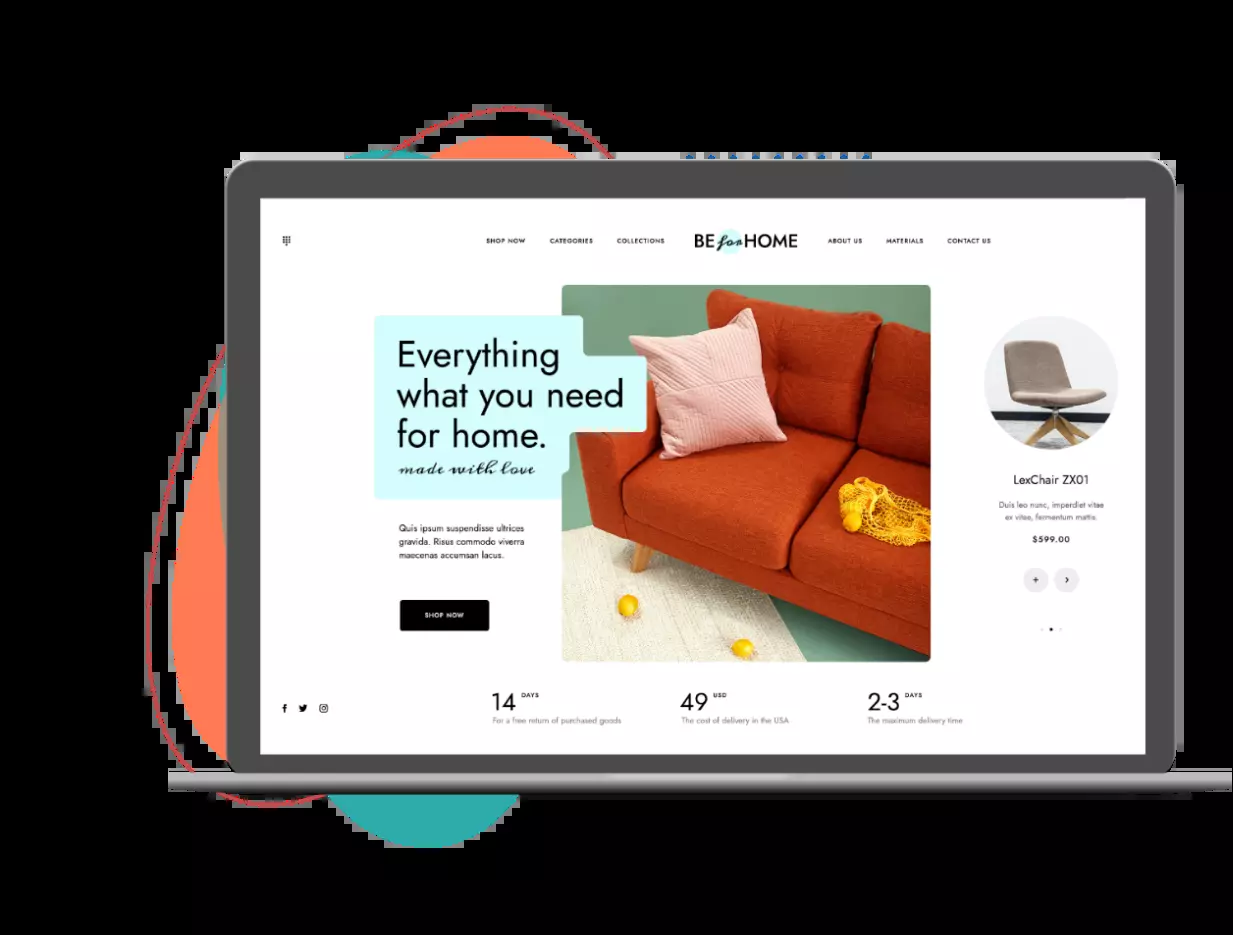 SHOP NOW CATEGORIES COLLECTIONS BE for HOME ABOUT US MATERIALS CONTACT US
Everything
what you need
for home.
made with love
Quis ipsum suspendisse ultrices
gravida. Risus commodo viverra
maecenas accumsan lacus.
SHOP NOW
LexChair ZX01
Duis leo nunc, imperdiet vitae
ex vitae, fermentum mattis.
$599.00
14 DAYS
For a free return of purchased goods
49 USD
The cost of delivery in the USA
2-3 DAYS
The maximum delivery time